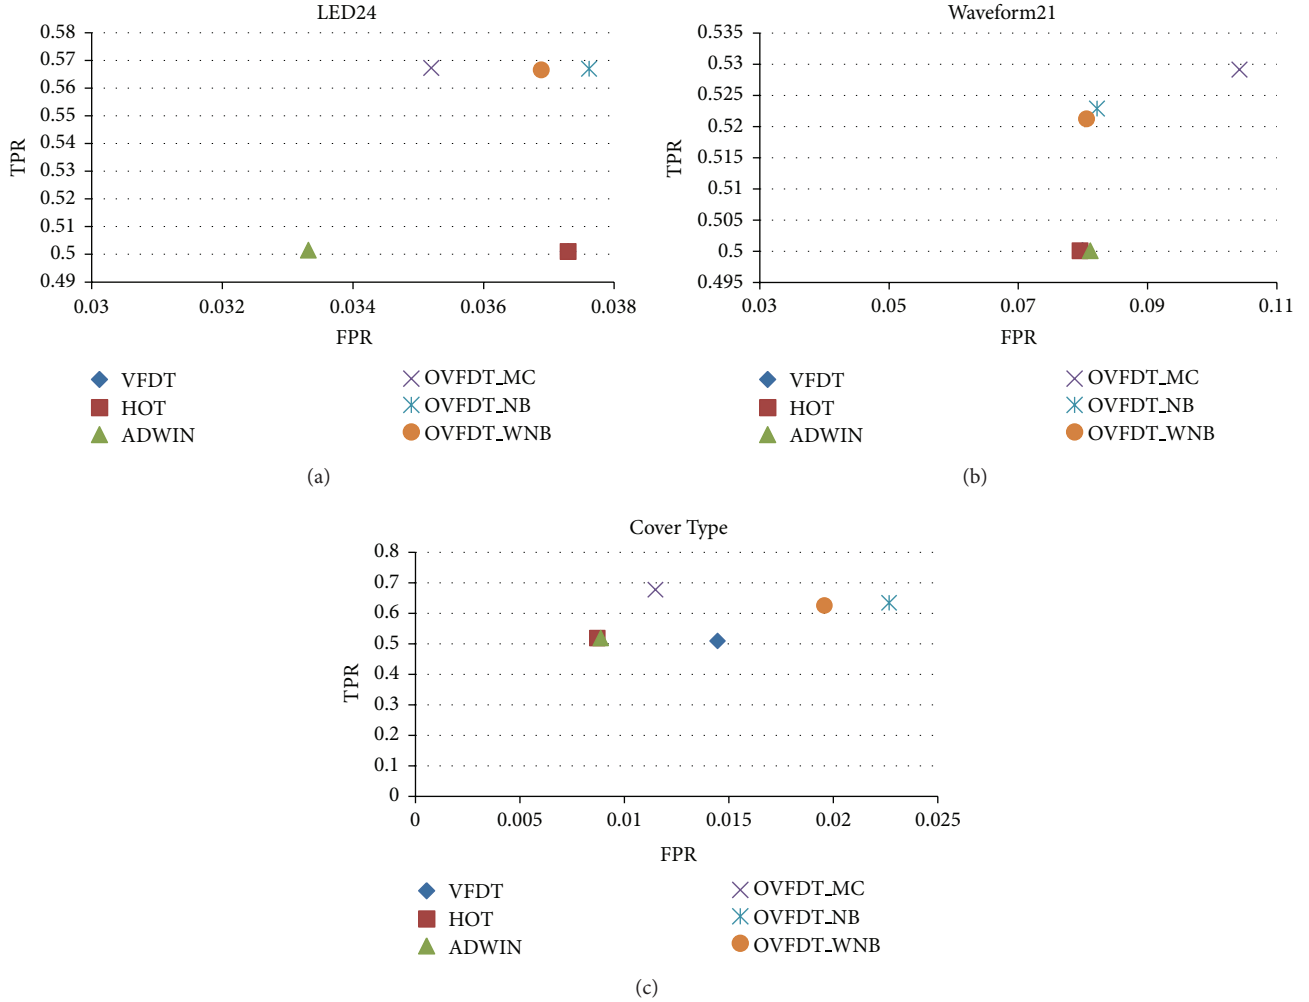 LED24
TPR
0.58
0.57
0.56
0.55
0.54
0.53
0.52
0.51
0.5
0.49
0.03
0.032
0.034
0.036
0.038
FPR
VFDT
HOT
ADWIN
OVFDT_MC
OVFDT_NB
OVFDT_WNB
(a)
Waveform21
TPR
0.535
0.53
0.525
0.52
0.515
0.51
0.505
0.5
0.495
0.03
0.05
0.07
0.09
0.11
FPR
VFDT
HOT
ADWIN
OVFDT_MC
OVFDT_NB
OVFDT_WNB
(b)
Cover Type
TPR
0.8
0.7
0.6
0.5
0.4
0.3
0.2
0.1
0
0
0.005
0.01
0.015
0.02
0.025
FPR
VFDT
HOT
ADWIN
OVFDT_MC
OVFDT_NB
OVFDT_WNB
(c)